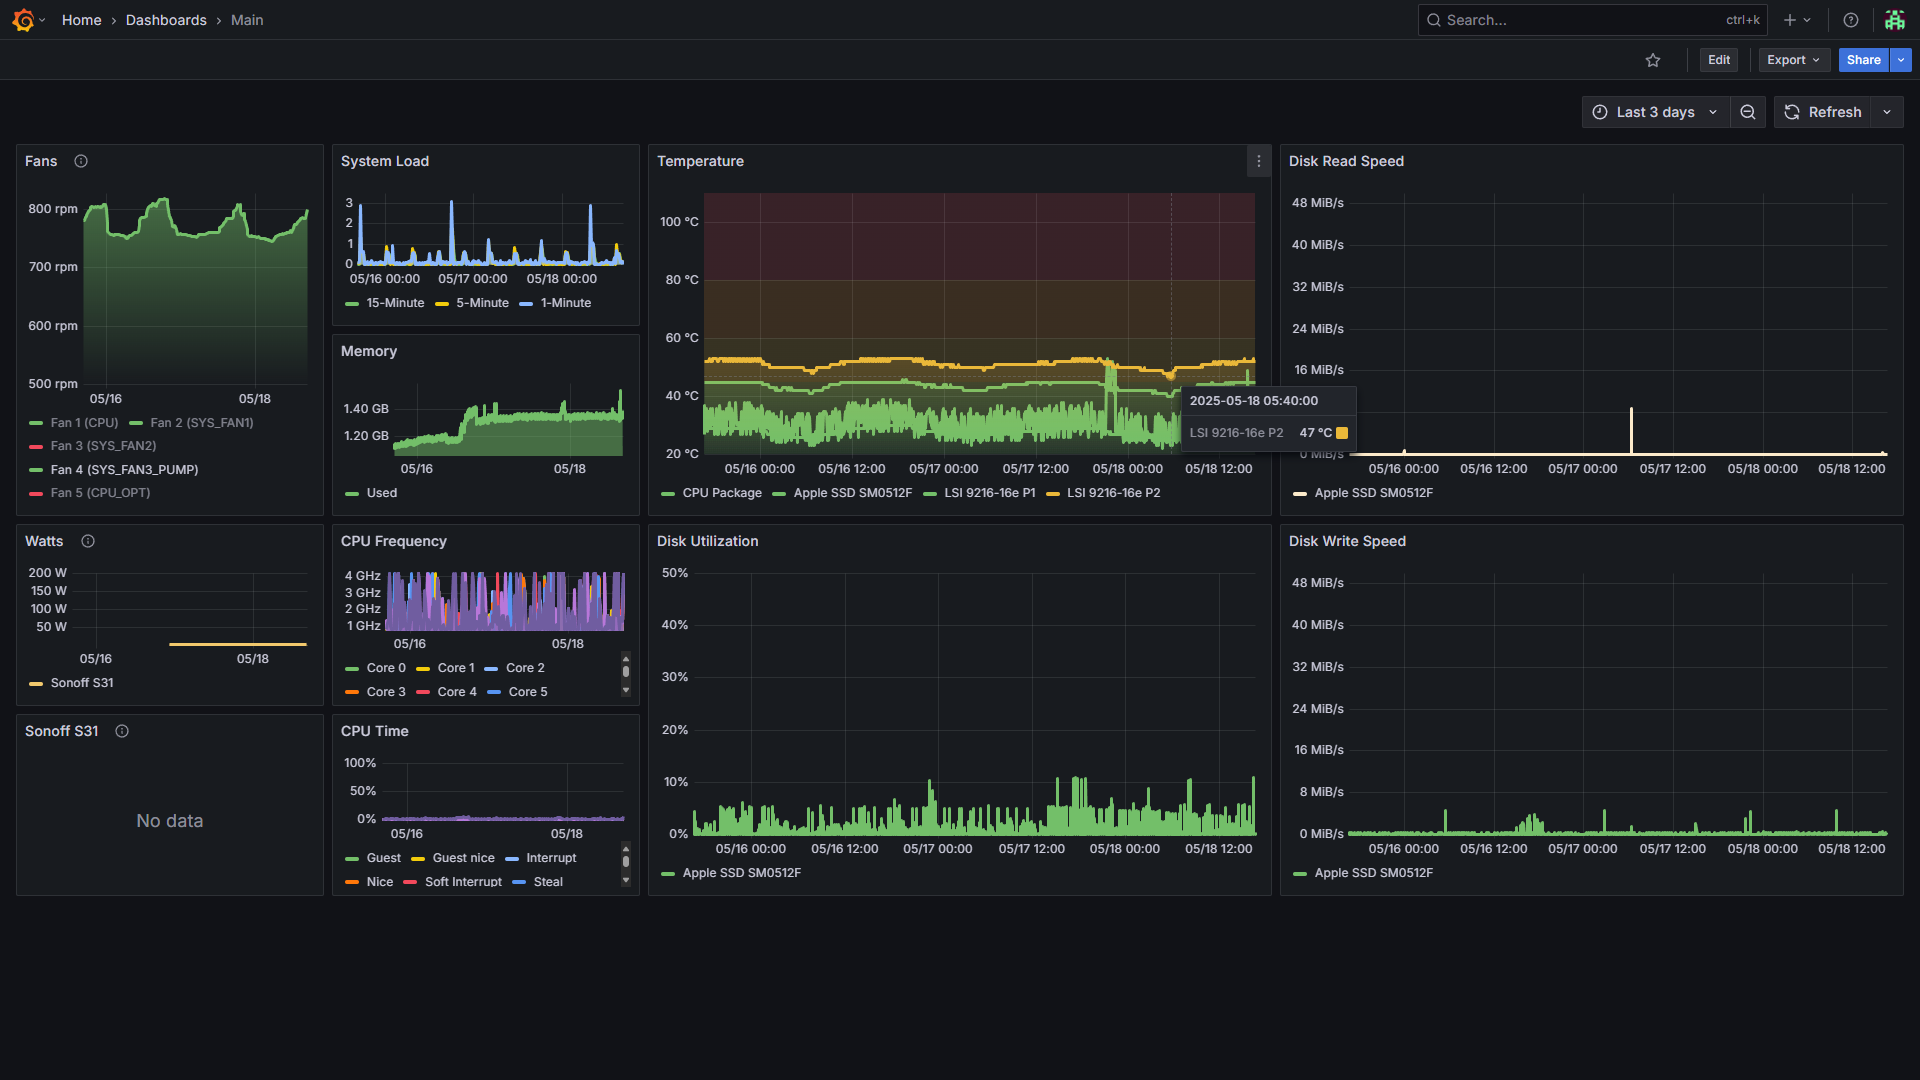 Home › Dashboards › Main
Search... ctrl+k
Edit Export Share
Last 3 days Refresh
Fans
800 rpm
700 rpm
600 rpm
500 rpm
05/16 05/18
Fan 1 (CPU) Fan 2 (SYS_FAN1)
Fan 3 (SYS_FAN2)
Fan 4 (SYS_FAN3_PUMP)
Fan 5 (CPU_OPT)
System Load
3
2
1
0
05/16 00:00 05/17 00:00 05/18 00:00
15-Minute 5-Minute 1-Minute
Memory
1.40 GB
1.20 GB
05/16 05/18
Used
Temperature
100 °C
80 °C
60 °C
40 °C
20 °C
05/16 00:00 05/16 12:00 05/17 00:00 05/17 12:00 05/18 00:00 05/18 12:00
CPU Package Apple SSD SM0512F LSI 9216-16e P1 LSI 9216-16e P2
2025-05-18 05:40:00
LSI 9216-16e P2 47 °C
Disk Read Speed
48 MiB/s
40 MiB/s
32 MiB/s
24 MiB/s
16 MiB/s
0 MiB/s
05/16 00:00 05/16 12:00 05/17 00:00 05/17 12:00 05/18 00:00 05/18 12:00
Apple SSD SM0512F
Watts
200 W
150 W
100 W
50 W
05/16 05/18
Sonoff S31
CPU Frequency
4 GHz
3 GHz
2 GHz
1 GHz
05/16 05/18
Core 0 Core 1 Core 2
Core 3 Core 4 Core 5
Disk Utilization
50%
40%
30%
20%
10%
0%
05/16 00:00 05/16 12:00 05/17 00:00 05/17 12:00 05/18 00:00 05/18 12:00
Apple SSD SM0512F
Disk Write Speed
48 MiB/s
40 MiB/s
32 MiB/s
24 MiB/s
16 MiB/s
8 MiB/s
0 MiB/s
05/16 00:00 05/16 12:00 05/17 00:00 05/17 12:00 05/18 00:00 05/18 12:00
Apple SSD SM0512F
Sonoff S31
No data
CPU Time
100%
50%
0%
05/16 05/18
Guest Guest nice Interrupt
Nice Soft Interrupt Steal